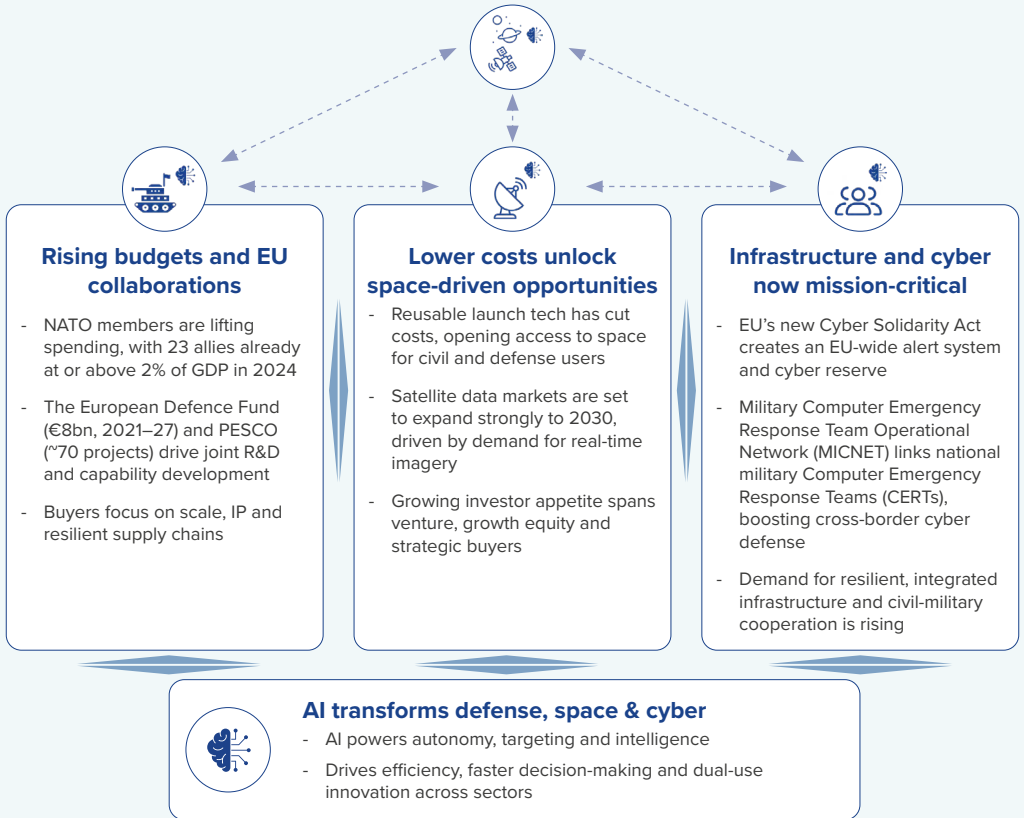 Rising budgets and EU
collaborations
- NATO members are lifting
spending, with 23 allies already
at or above 2% of GDP in 2024
- The European Defence Fund
(€8bn, 2021–27) and PESCO
(~70 projects) drive joint R&D
and capability development
- Buyers focus on scale, IP and
resilient supply chains
Lower costs unlock
space-driven opportunities
- Reusable launch tech has cut
costs, opening access to space
for civil and defense users
- Satellite data markets are set
to expand strongly to 2030,
driven by demand for real-time
imagery
- Growing investor appetite spans
venture, growth equity and
strategic buyers
Infrastructure and cyber
now mission-critical
- EU’s new Cyber Solidarity Act
creates an EU-wide alert system
and cyber reserve
- Military Computer Emergency
Response Team Operational
Network (MICNET) links national
military Computer Emergency
Response Teams (CERTs),
boosting cross-border cyber
defense
- Demand for resilient, integrated
infrastructure and civil-military
cooperation is rising
AI transforms defense, space & cyber
- AI powers autonomy, targeting and intelligence
- Drives efficiency, faster decision-making and dual-use
innovation across sectors